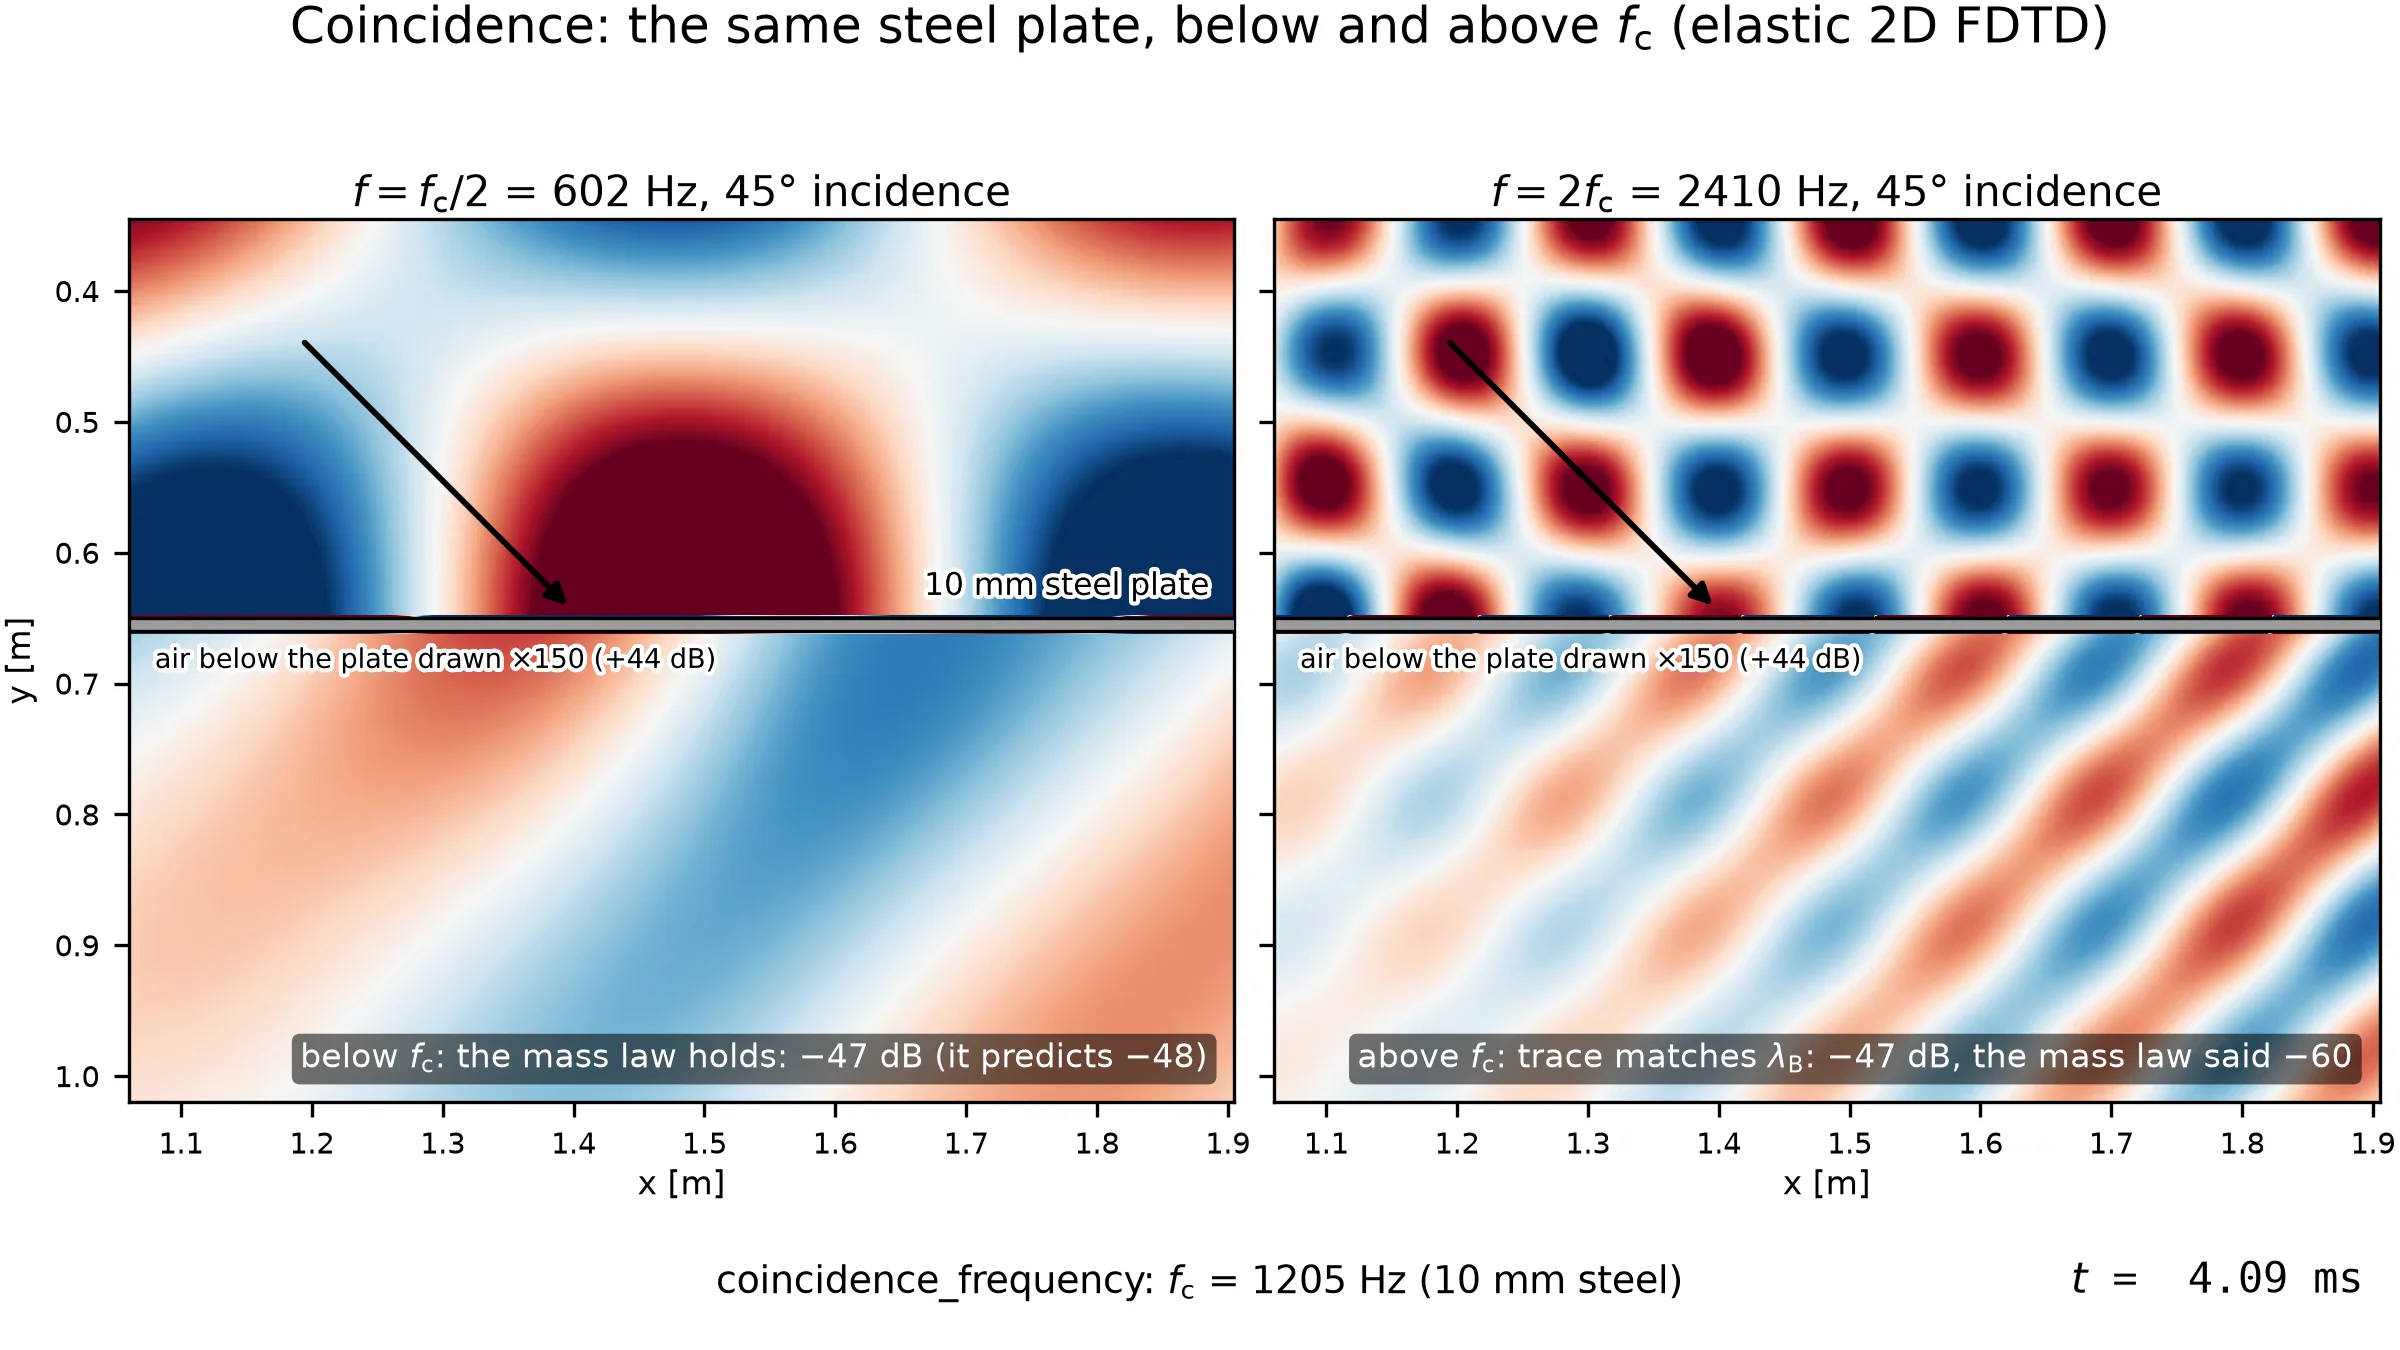 Coincidence: the same steel plate, below and above fc (elastic 2D FDTD)
f = fc/2 = 602 Hz, 45° incidence
f = 2fc = 2410 Hz, 45° incidence
0.4
0.5
0.6
0.7
0.8
0.9
1.0
y [m]
10 mm steel plate
air below the plate drawn ×150 (+44 dB)
air below the plate drawn ×150 (+44 dB)
below fc: the mass law holds: −47 dB (it predicts −48)
above fc: trace matches λB: −47 dB, the mass law said −60
1.1 1.2 1.3 1.4 1.5 1.6 1.7 1.8 1.9
1.1 1.2 1.3 1.4 1.5 1.6 1.7 1.8 1.9
x [m]
x [m]
coincidence_frequency: fc = 1205 Hz (10 mm steel)
t = 4.09 ms